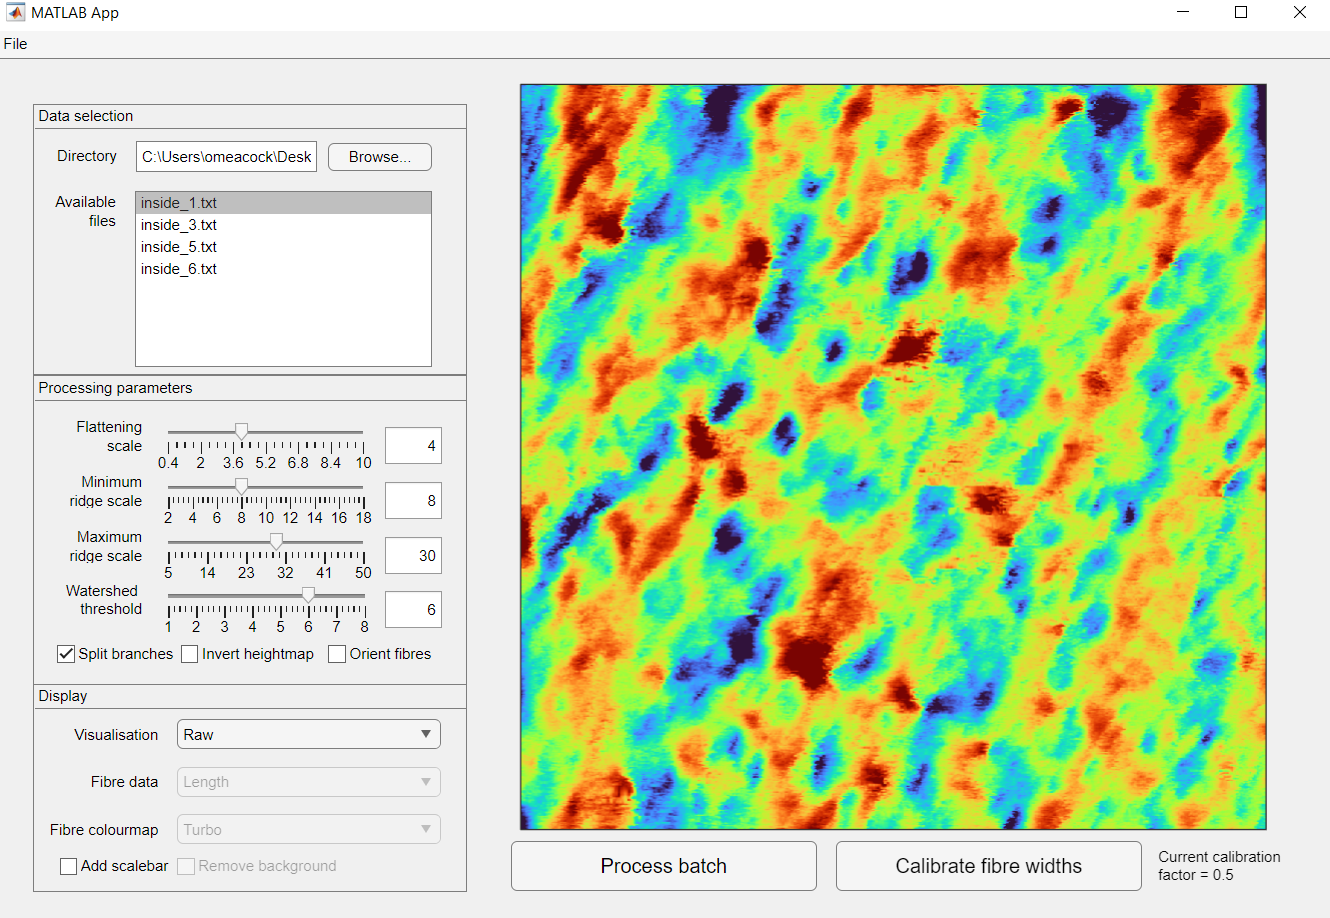 MATLAB App
File
Data selection
Directory
C:\Users\omeacock\Desk
Browse...
Available
files
inside_1.txt
inside_3.txt
inside_5.txt
inside_6.txt
Processing parameters
Flattening
scale
0.4 2 3.6 5.2 6.8 8.4 10
4
Minimum
ridge scale
2 4 6 8 10 12 14 16 18
8
Maximum
ridge scale
5 14 23 32 41 50
30
Watershed
threshold
1 2 3 4 5 6 7 8
6
Split branches Invert heightmap Orient fibres
Display
Visualisation Raw
Fibre data Length
Fibre colourmap Turbo
Add scalebar Remove background
Process batch
Calibrate fibre widths
Current calibration
factor = 0.5